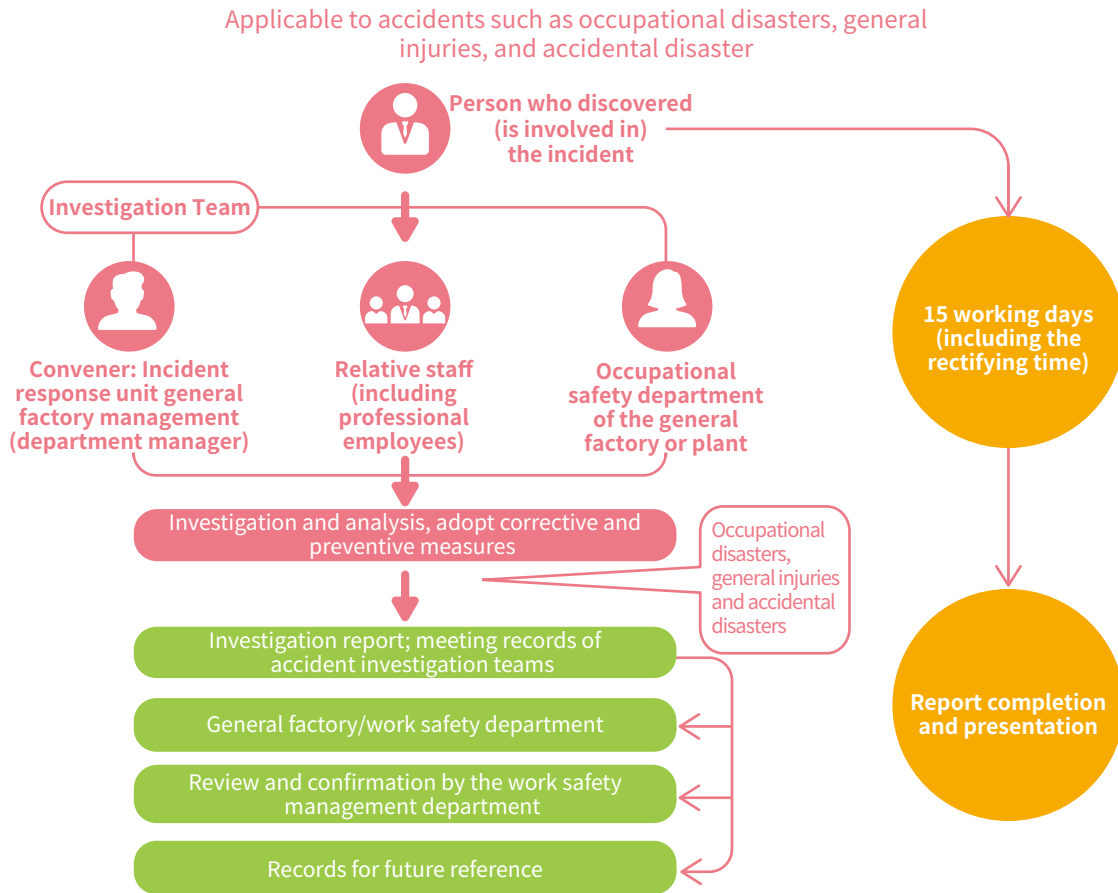 Applicable to accidents such as occupational disasters, general
injuries, and accidental disaster
Person who discovered
(is involved in)
the incident
Investigation Team
Convener: Incident
response unit general
factory management
(department manager)
Relative staff
(including
professional
employees)
Occupational
safety department
of the general
factory or plant
15 working days
(including the
rectifying time)
Investigation and analysis, adopt corrective and
preventive measures
Occupational
disasters,
general injuries
and accidental
disasters
Investigation report; meeting records of
accident investigation teams
General factory/work safety department
Review and confirmation by the work safety
management department
Records for future reference
Report completion
and presentation